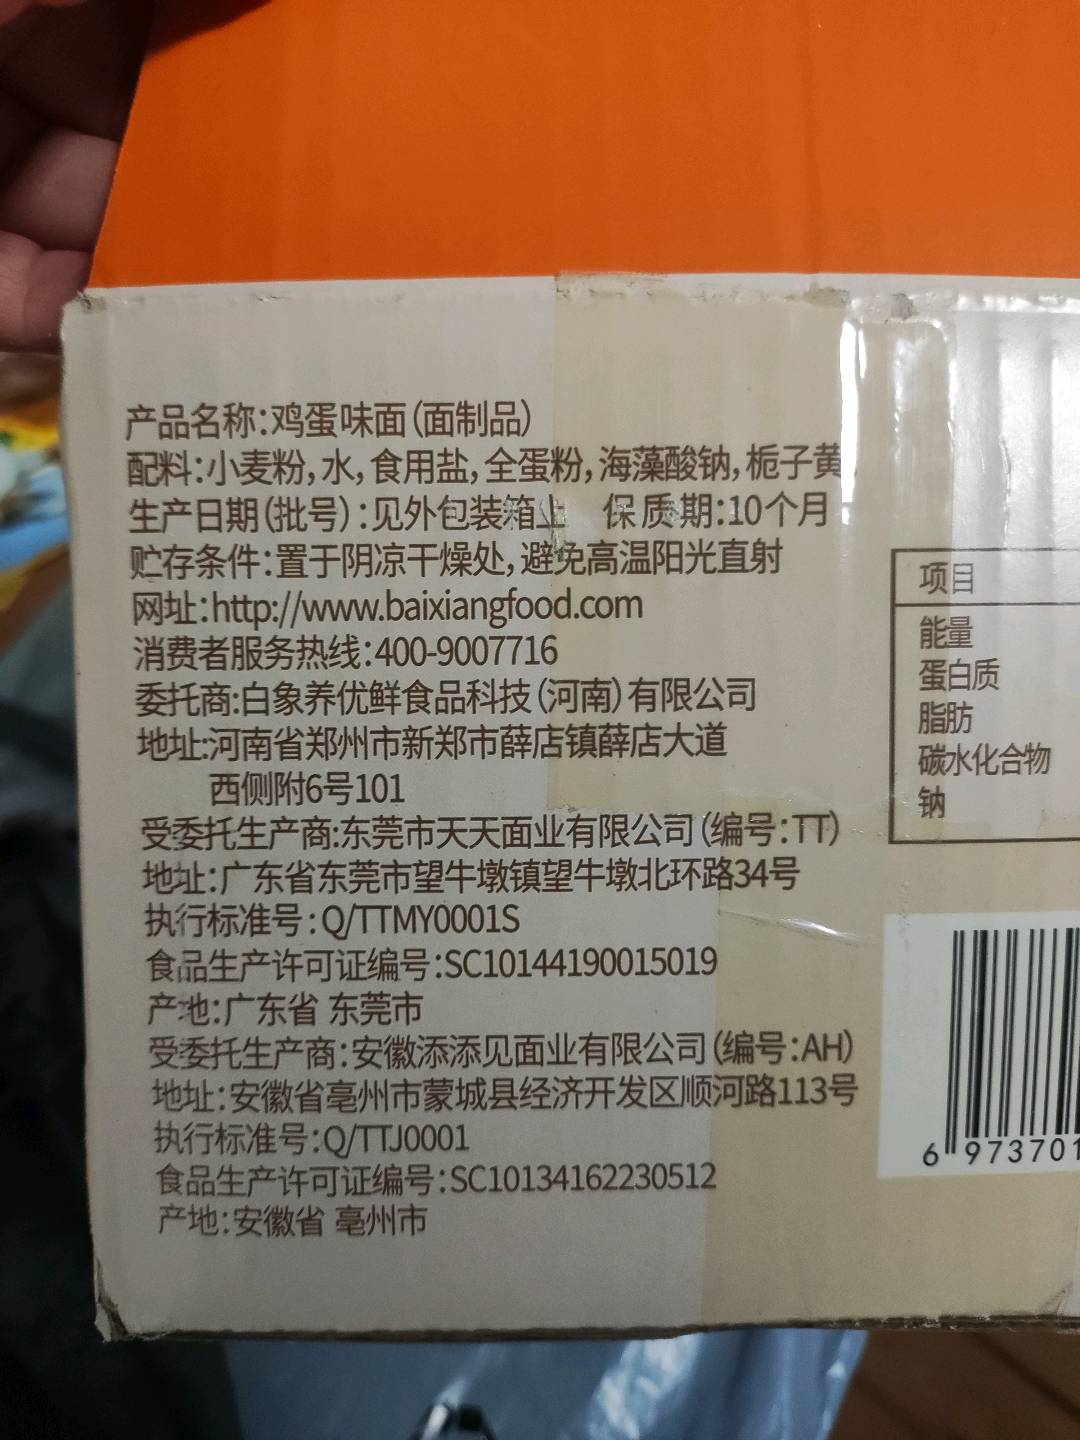 产品名称:鸡蛋味面(面制品)
配料:小麦粉,水,食用盐,全蛋粉,海藻酸钠,栀子黄
生产日期(批号):见外包装箱上 保质期:10个月
贮存条件:置于阴凉干燥处,避免高温阳光直射
网址:http://www.baixiangfood.com
消费者服务热线:400-9007716
委托商:白象养优鲜食品科技(河南)有限公司
地址:河南省郑州市新郑市薛店镇薛店大道
西侧附6号101
受委托生产商:东莞市天天面业有限公司(编号:TT)
地址:广东省东莞市望牛墩镇望牛墩北环路34号
执行标准号:Q/TTMY0001S
食品生产许可证编号:SC10144190015019
产地:广东省 东莞市
受委托生产商:安徽添添见面业有限公司(编号:AH)
地址:安徽省亳州市蒙城县经济开发区顺河路113号
执行标准号:Q/TTJ0001
食品生产许可证编号:SC10134162230512
产地:安徽省 亳州市
项目
能量
蛋白质
脂肪
碳水化合物
钠
6 973701